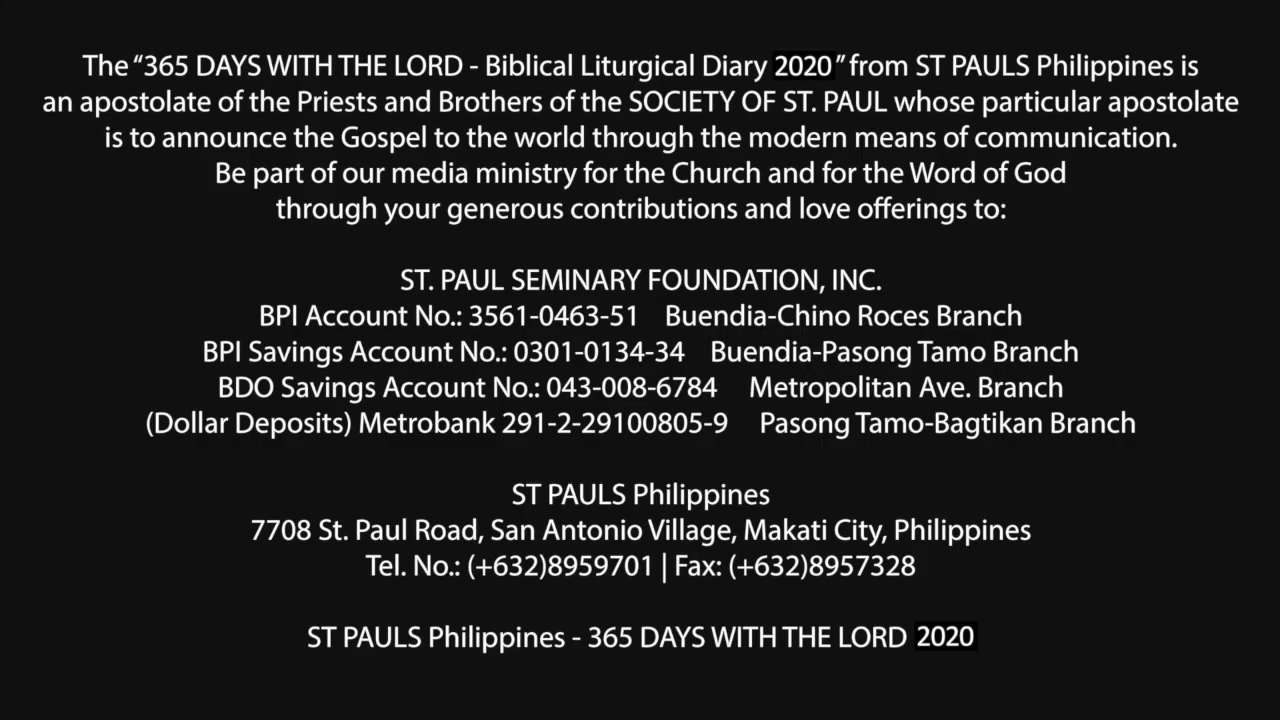 The “365 DAYS WITH THE LORD - Biblical Liturgical Diary 2020” from ST PAULS Philippines is
an apostolate of the Priests and Brothers of the SOCIETY OF ST. PAUL whose particular apostolate
is to announce the Gospel to the world through the modern means of communication.
Be part of our media ministry for the Church and for the Word of God
through your generous contributions and love offerings to:
ST. PAUL SEMINARY FOUNDATION, INC.
BPI Account No.: 3561-0463-51 Buendia-Chino Roces Branch
BPI Savings Account No.: 0301-0134-34 Buendia-Pasong Tamo Branch
BDO Savings Account No.: 043-008-6784 Metropolitan Ave. Branch
(Dollar Deposits) Metrobank 291-2-29100805-9 Pasong Tamo-Bagtikan Branch
ST PAULS Philippines
7708 St. Paul Road, San Antonio Village, Makati City, Philippines
Tel. No.: (+632)8959701 | Fax: (+632)8957328
ST PAULS Philippines - 365 DAYS WITH THE LORD 2020